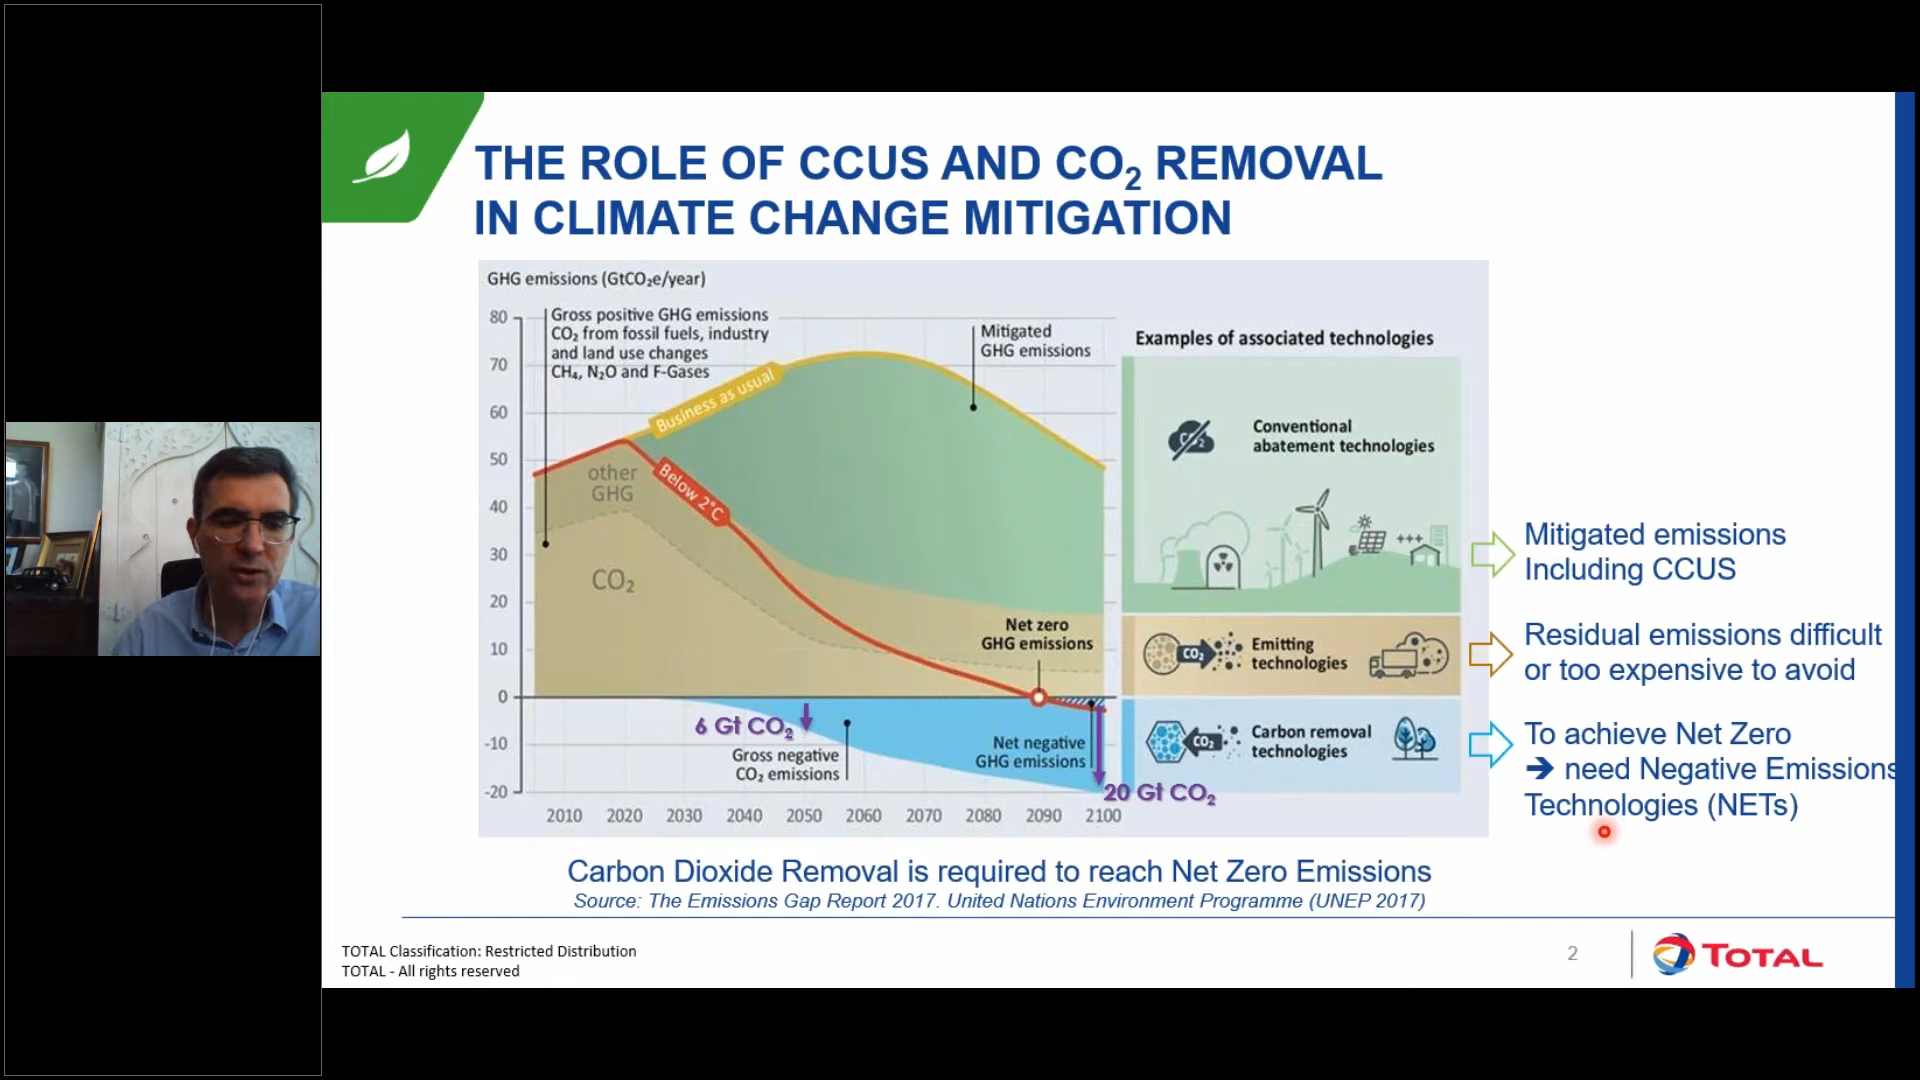 THE ROLE OF CCUS AND CO₂ REMOVAL
IN CLIMATE CHANGE MITIGATION
GHG emissions (GtCO₂e/year)
80
70
60
50
40
30
20
10
0
-10
-20
Gross positive GHG emissions
CO₂ from fossil fuels, industry
and land use changes
CH₄, N₂O and F-Gases
Business as usual
Mitigated
GHG emissions
other
GHG
Below 2°C
CO₂
Net zero
GHG emissions
6 Gt CO₂
Gross negative
CO₂ emissions
Net negative
GHG emissions
20 Gt CO₂
2010 2020 2030 2040 2050 2060 2070 2080 2090 2100
Examples of associated technologies
CO₂
Conventional
abatement technologies
CO₂
Emitting
technologies
CO₂
Carbon removal
technologies
Mitigated emissions
Including CCUS
Residual emissions difficult
or too expensive to avoid
To achieve Net Zero
➔ need Negative Emissions
Technologies (NETs)
Carbon Dioxide Removal is required to reach Net Zero Emissions
Source: The Emissions Gap Report 2017. United Nations Environment Programme (UNEP 2017)
TOTAL Classification: Restricted Distribution
TOTAL - All rights reserved
2
TOTAL